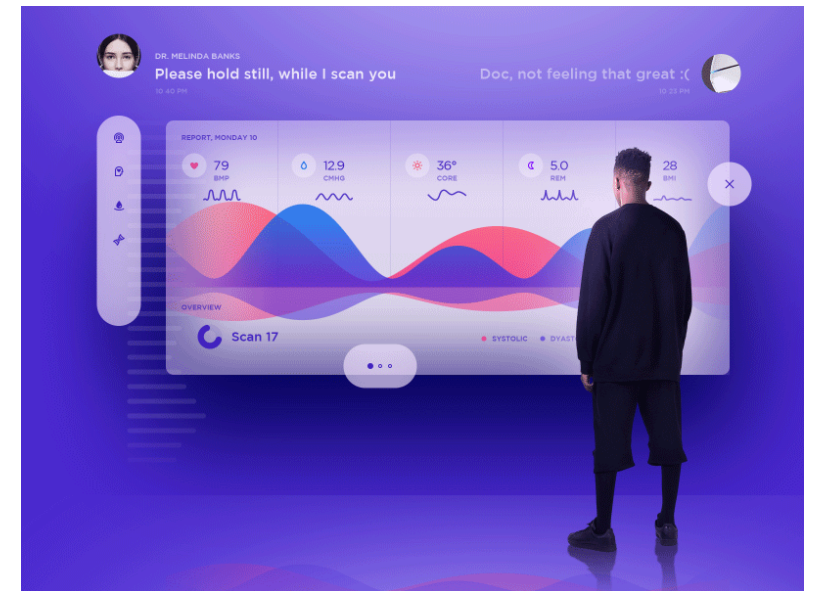 DR. MELINDA BANKS
Please hold still, while I scan you
10:40 PM
Doc, not feeling that great :(
10:23 PM
REPORT, MONDAY 10
79
BMP
12.9
CMHG
36°
CORE
5.0
REM
28
BMI
OVERVIEW
Scan 17
SYSTOLIC